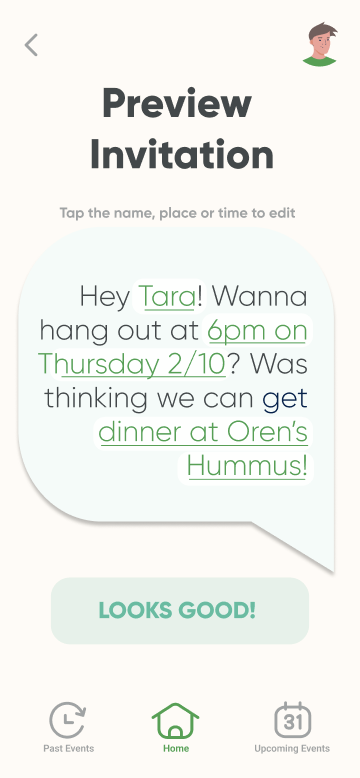 Preview
Invitation
Tap the name, place or time to edit
Hey Tara! Wanna
hang out at 6pm on
Thursday 2/10? Was
thinking we can get
dinner at Oren's
Hummus!
LOOKS GOOD!
31
Past Events
Home
Upcoming Events